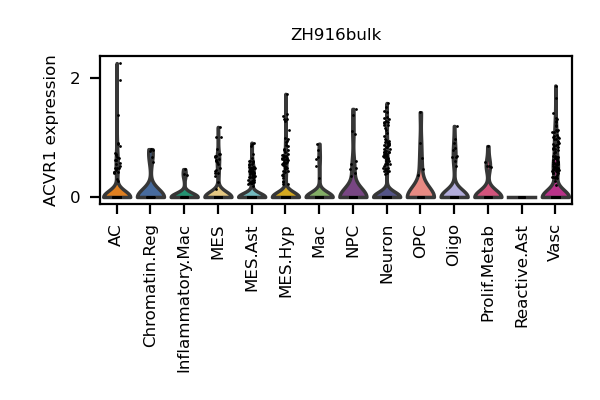 ZH916bulk
ACVR1 expression
2
0
AC
Chromatin.Reg
Inflammatory.Mac
MES
MES.Ast
MES.Hyp
Mac
NPC
Neuron
OPC
Oligo
Prolif.Metab
Reactive.Ast
Vasc